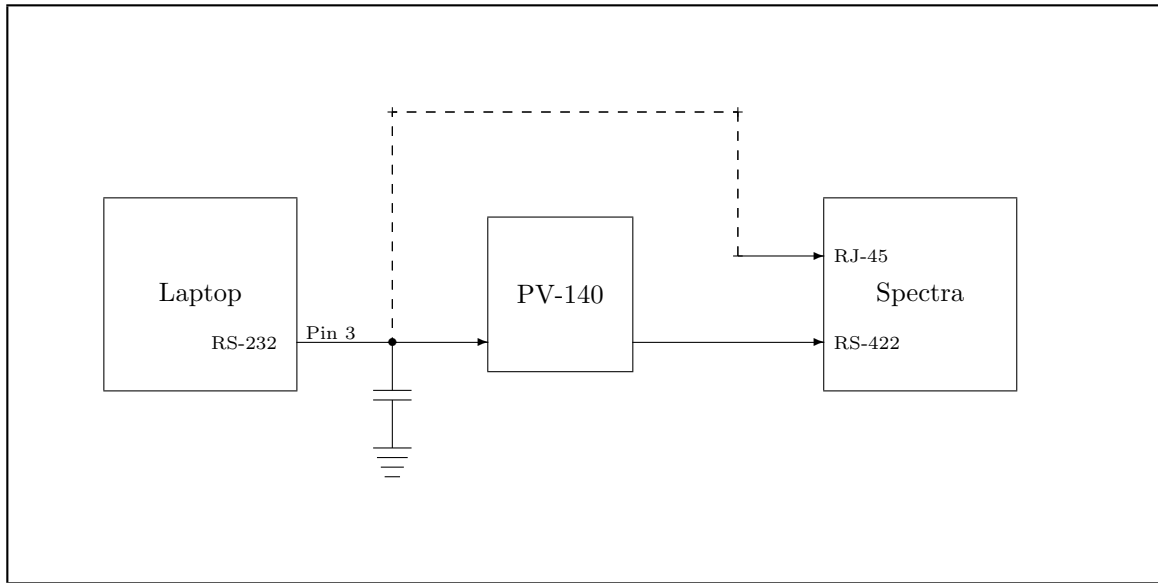 RJ-45
Laptop
PV-140
Spectra
RS-232
Pin 3
RS-422